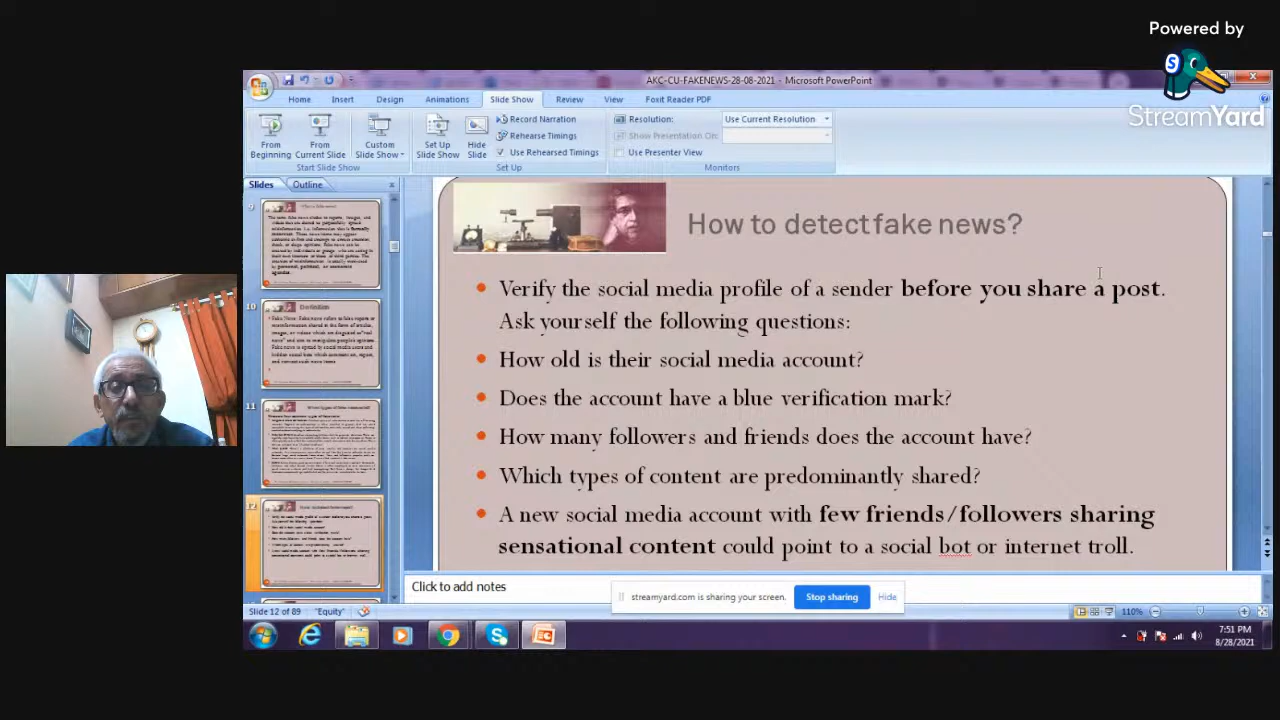 Powered by
StreamYard
AKC-CU-FAKENEWS-28-08-2021 - Microsoft PowerPoint
Home Insert Design Animations Slide Show Review View Foxit Reader PDF
From Beginning
From Current Slide
Custom Slide Show
Start Slide Show
Set Up Slide Show
Hide Slide
Record Narration
Rehearse Timings
Use Rehearsed Timings
Set Up
Resolution: Use Current Resolution
Show Presentation On:
Use Presenter View
Monitors
Slides Outline
9
10
Definition
11
12
How to detect fake news?
Verify the social media profile of a sender before you share a post.
Ask yourself the following questions:
How old is their social media account?
Does the account have a blue verification mark?
How many followers and friends does the account have?
Which types of content are predominantly shared?
A new social media account with few friends/followers sharing
sensational content could point to a social bot or internet troll.
Click to add notes
streamyard.com is sharing your screen. Stop sharing Hide
Slide 12 of 89 "Equity" 110%
7:51 PM
8/28/2021